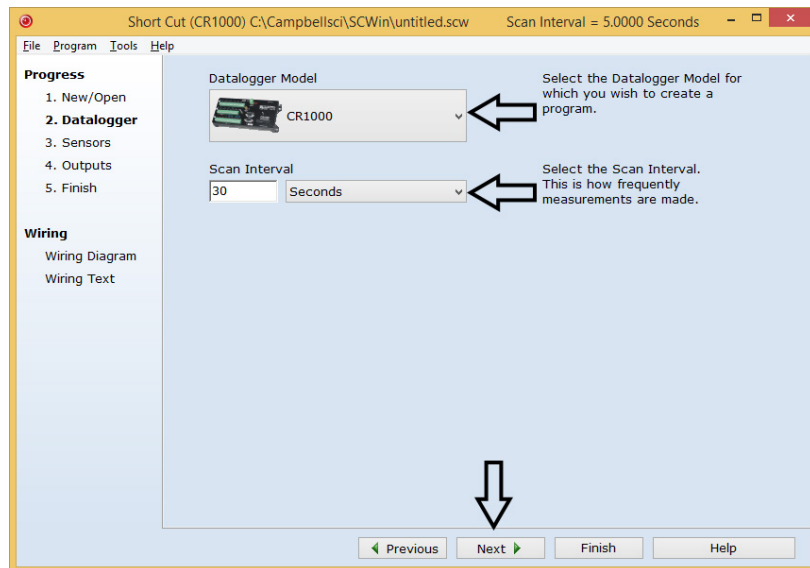 Short Cut (CR1000) C:\Campbellsci\SCWin\untitled.scw Scan Interval = 5.0000 Seconds
File Program Tools Help
Progress
1. New/Open
2. Datalogger
3. Sensors
4. Outputs
5. Finish
Wiring
Wiring Diagram
Wiring Text
Datalogger Model
CR1000
Select the Datalogger Model for
which you wish to create a
program.
Scan Interval
30 Seconds
Select the Scan Interval.
This is how frequently
measurements are made.
Previous Next Finish Help